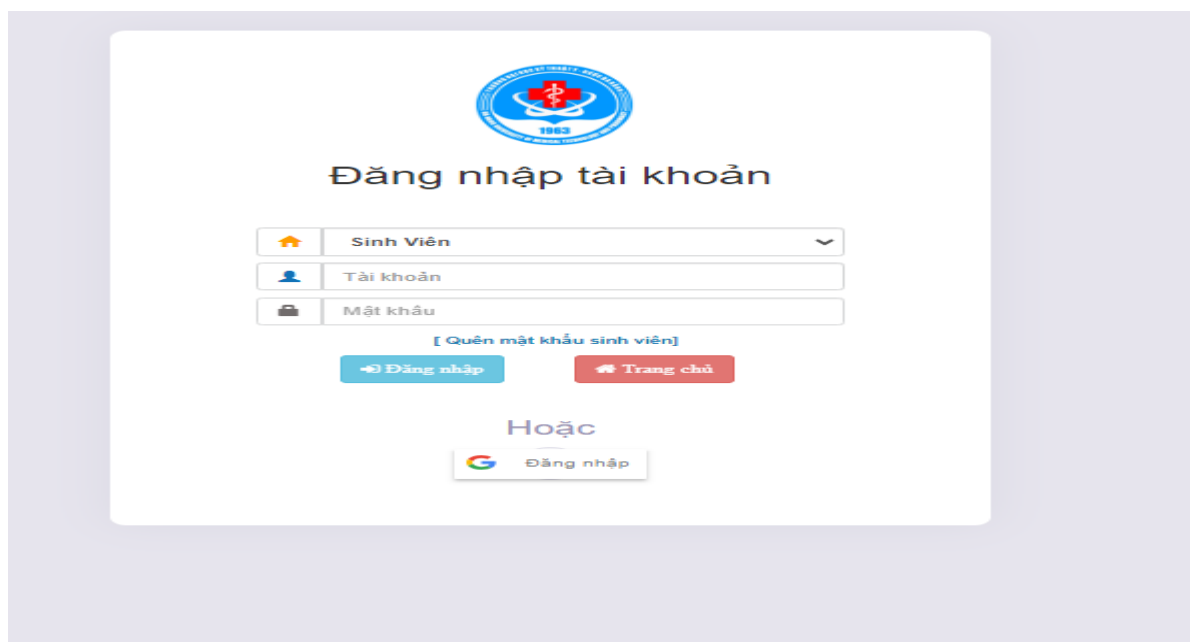 1963
Đăng nhập tài khoản
Sinh Viên
Tài khoản
Mật khẩu
[ Quên mật khẩu sinh viên]
Đăng nhập
Trang chủ
Hoặc
Đăng nhập